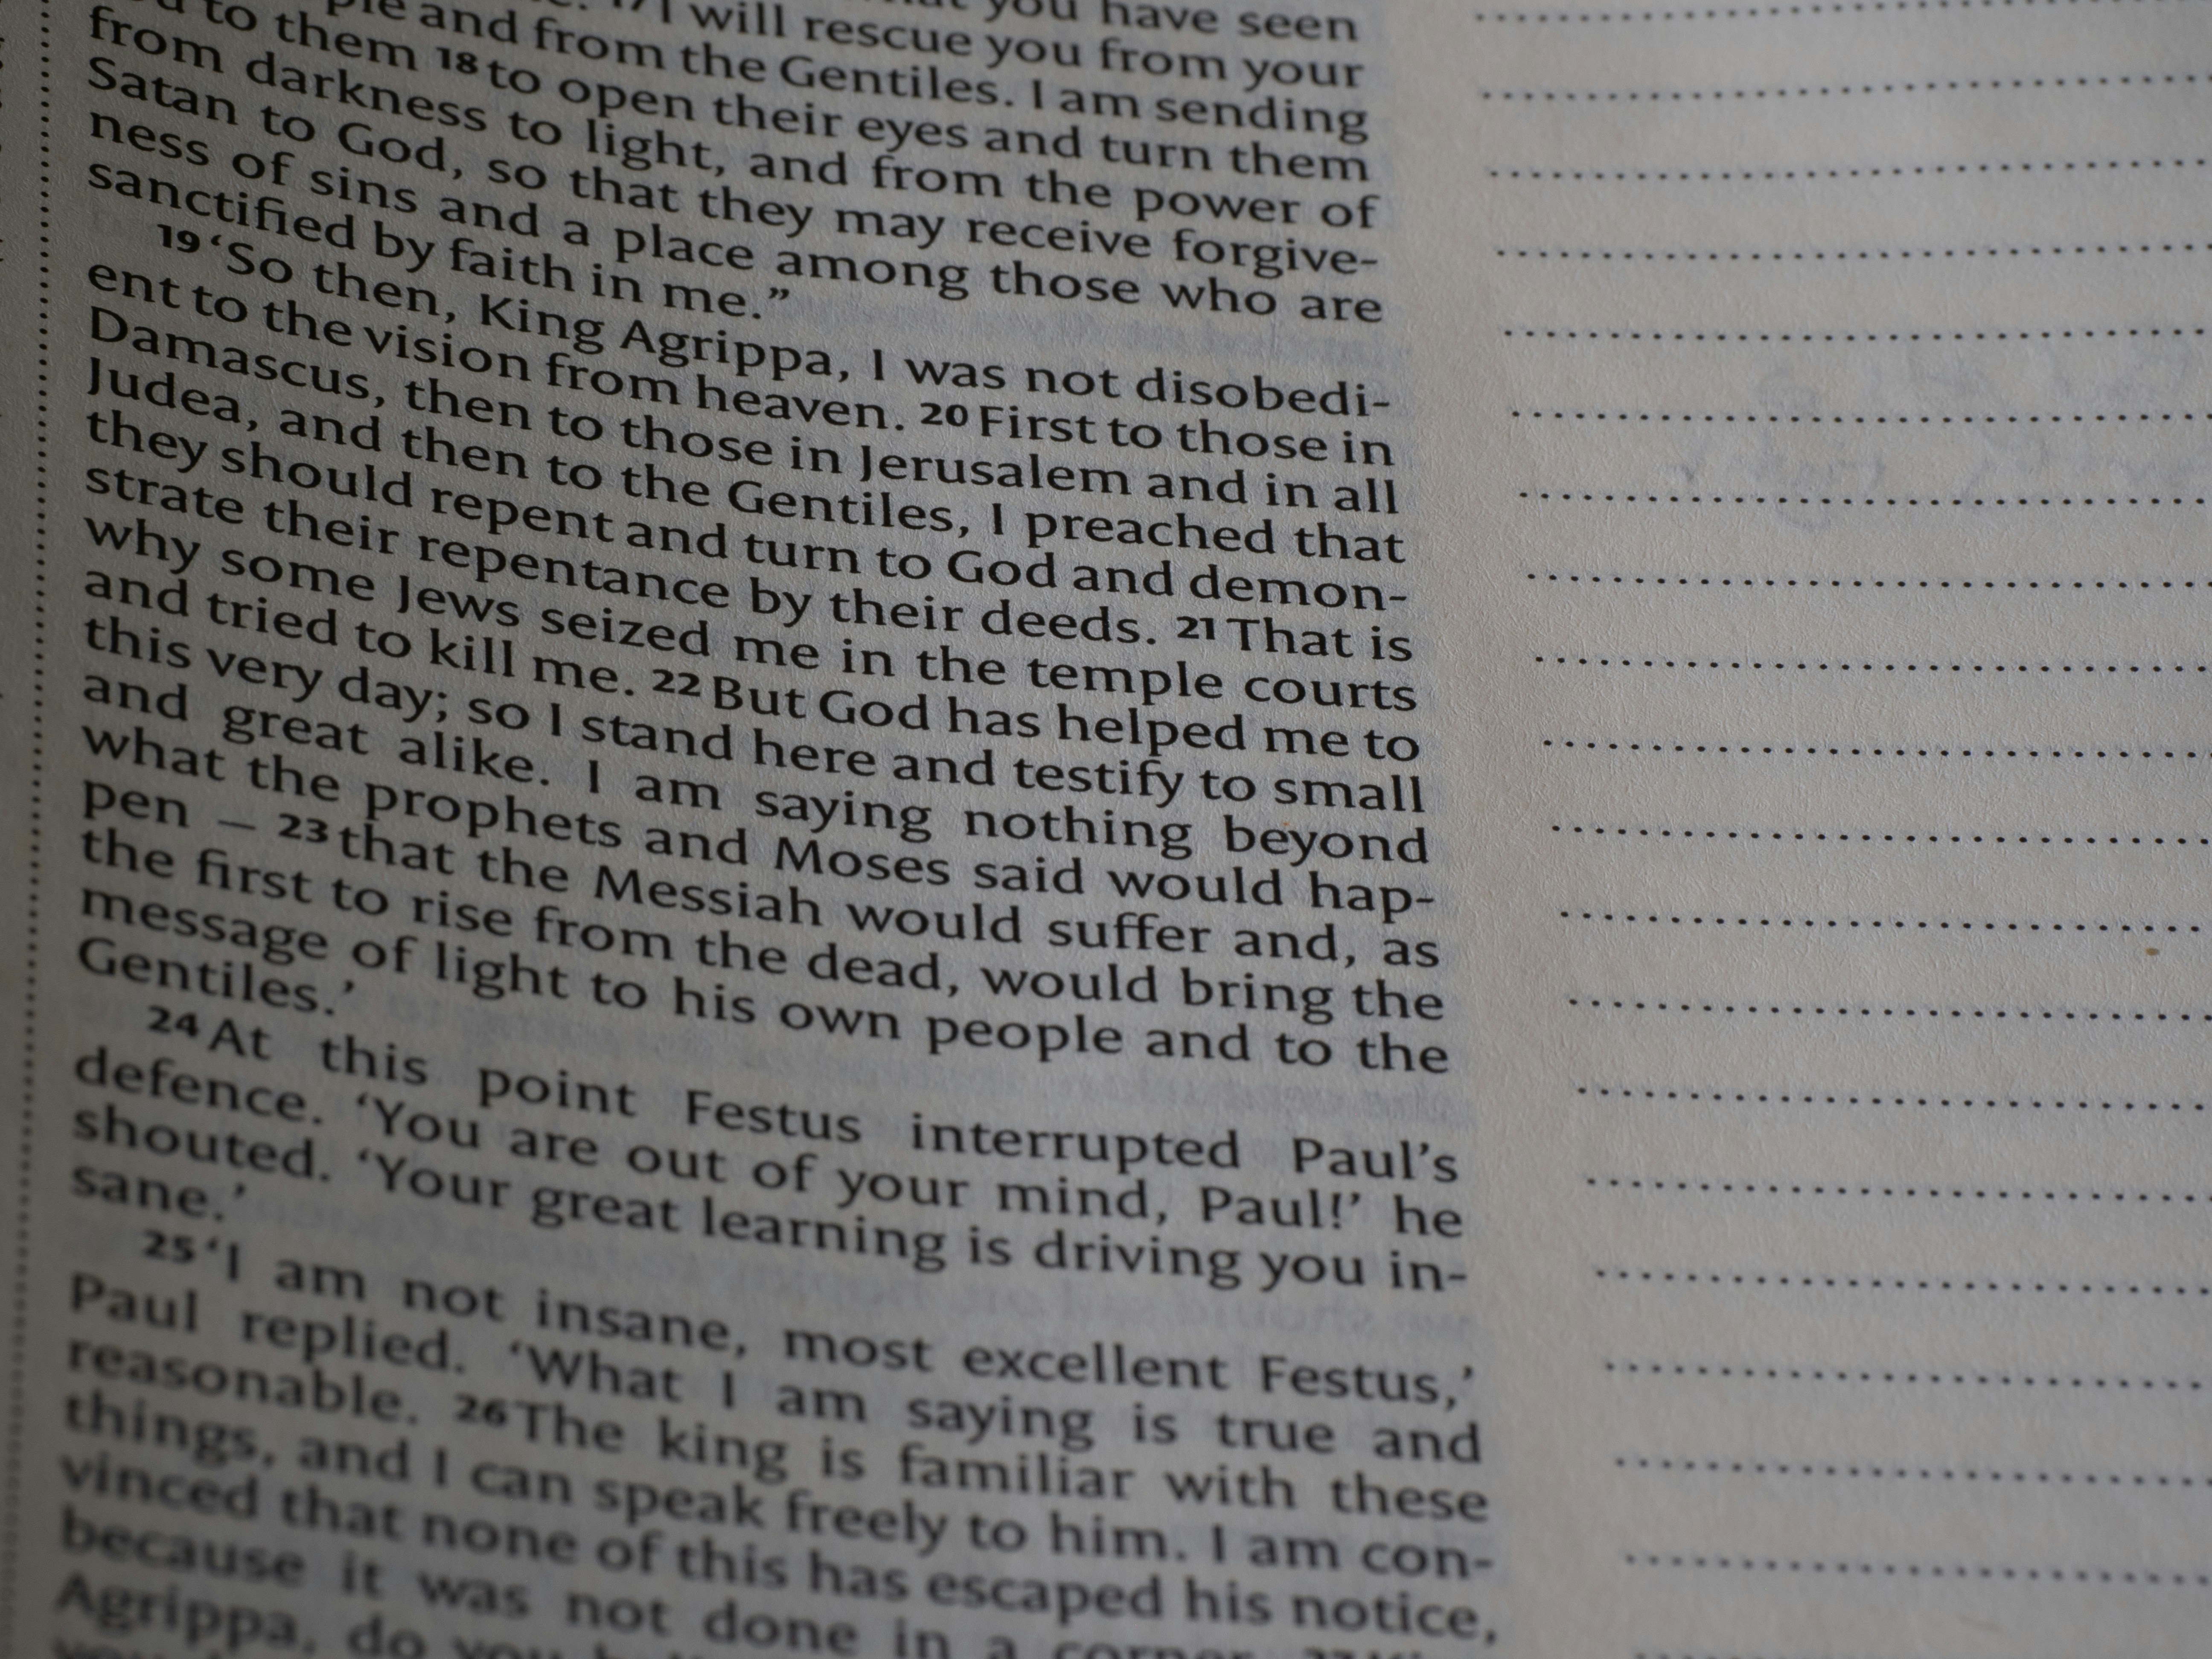 you have seen
17 I will rescue you from your
and from the Gentiles. I am sending
to them 18 to open their eyes and turn them
from darkness to light, and from the power of
Satan to God, so that they may receive forgive-
ness of sins and a place among those who are
sanctified by faith in me.”
19 ‘So then, King Agrippa, I was not disobedi-
ent to the vision from heaven. 20 First to those in
Damascus, then to those in Jerusalem and in all
Judea, and then to the Gentiles, I preached that
they should repent and turn to God and demon-
strate their repentance by their deeds. 21 That is
why some Jews seized me in the temple courts
and tried to kill me. 22 But God has helped me to
this very day; so I stand here and testify to small
and great alike. I am saying nothing beyond
what the prophets and Moses said would hap-
pen – 23 that the Messiah would suffer and, as
the first to rise from the dead, would bring the
message of light to his own people and to the
Gentiles.’
24 At this point Festus interrupted Paul’s
defence. ‘You are out of your mind, Paul!’ he
shouted. ‘Your great learning is driving you in-
sane.’
25 ‘I am not insane, most excellent Festus,’
Paul replied. ‘What I am saying is true and
reasonable. 26 The king is familiar with these
things, and I can speak freely to him. I am con-
vinced that none of this has escaped his notice,
because it was not done in a corner.
Agrippa, do you